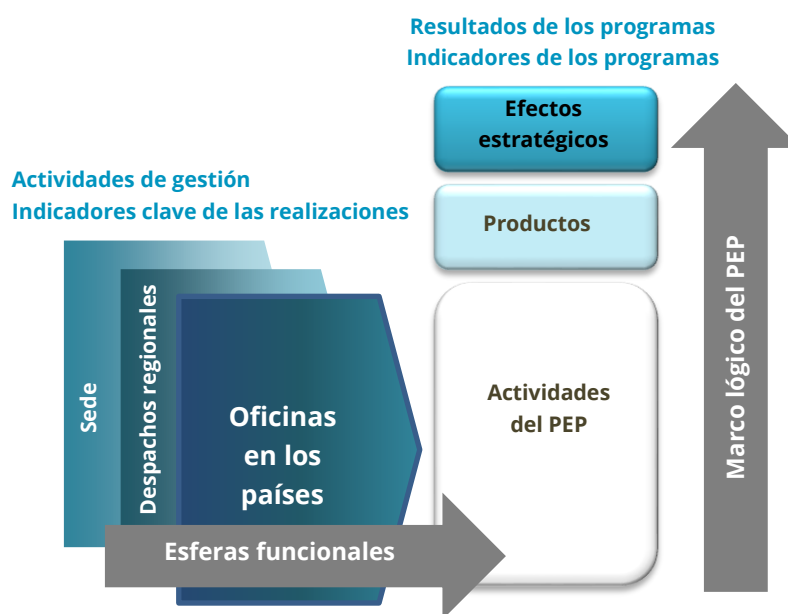 Resultados de los programas
Indicadores de los programas
Efectos
estratégicos
Actividades de gestión
Indicadores clave de las realizaciones
Productos
Sede
Despachos regionales
Oficinas
en los
países
Actividades
del PEP
Marco lógico del PEP
Esferas funcionales